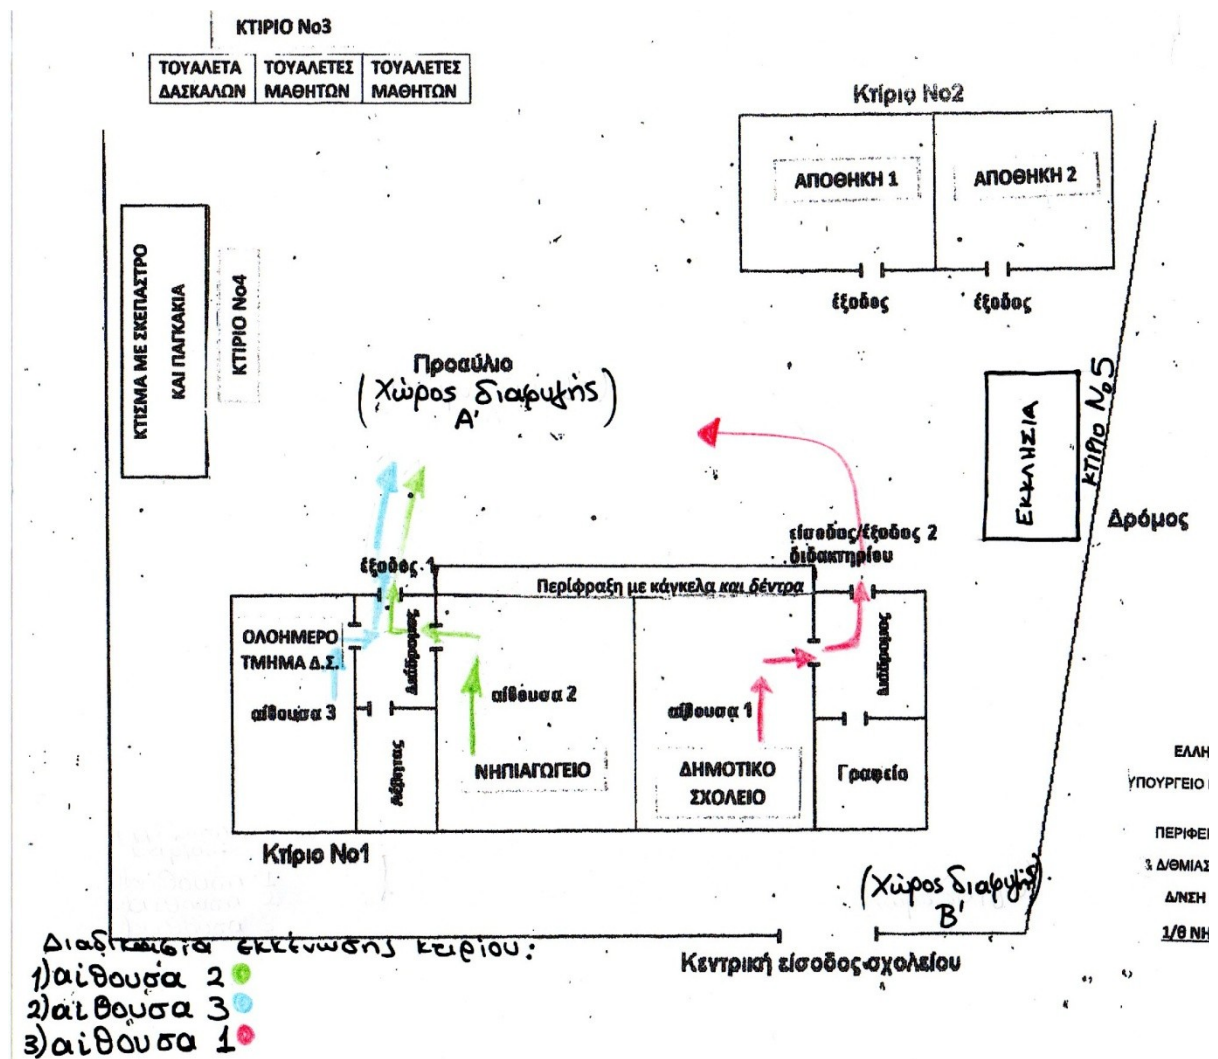 ΚΤΙΡΙΟ Νο3
ΤΟΥΑΛΕΤΑ ΔΑΣΚΑΛΩΝ
ΤΟΥΑΛΕΤΕΣ ΜΑΘΗΤΩΝ
ΤΟΥΑΛΕΤΕΣ ΜΑΘΗΤΩΝ
Κτίριο Νο2
ΑΠΟΘΗΚΗ 1
ΑΠΟΘΗΚΗ 2
έξοδος
έξοδος
ΚΤΙΣΜΑ ΜΕ ΣΚΕΠΑΣΤΡΟ
ΚΑΙ ΠΑΓΚΑΚΙΑ
ΚΤΙΡΙΟ Νο4
Προαύλιο
(Χώρος διαφυγής)
Α'
ΕΚΚΛΗΣΙΑ
ΚΤΙΡΙΟ Νο5
Δρόμος
είσοδος/έξοδος 2
διδακτηρίου
έξοδος 1
Περίφραξη με κάγκελα και δέντρα
ΟΛΟΗΜΕΡΟ
ΤΜΗΜΑ Δ.Σ.
αίθουσα 3
Διάδρομος
αίθουσα 2
αίθουσα 1
Διάδρομος
Λέβητας
ΝΗΠΙΑΓΩΓΕΙΟ
ΔΗΜΟΤΙΚΟ
ΣΧΟΛΕΙΟ
Γραφείο
Κτίριο Νο1
ΕΛΛΗ
ΥΠΟΥΡΓΕΙΟ
ΠΕΡΙΦΕΙ
& Δ/ΘΜΙΑΣ
Δ/ΝΣΗ
1/Θ ΝΗ
(Χώρος διαφυγής)
Β'
Κεντρική είσοδος σχολείου
Διαδικασία εκκένωσης κτιρίου:
1) αίθουσα 2
2) αίθουσα 3
3) αίθουσα 1